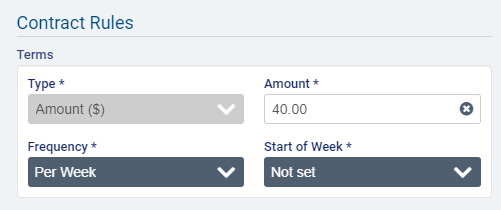 Contract Rules
Terms
Type * Amount *
Amount ($) 40.00
Frequency * Start of Week *
Per Week Not set